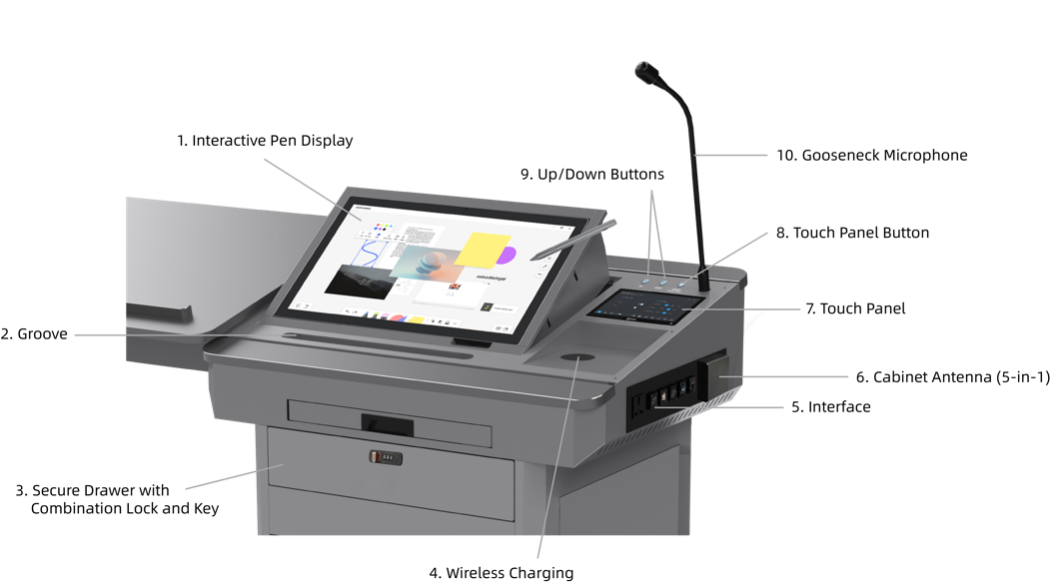 1. Interactive Pen Display
10. Gooseneck Microphone
9. Up/Down Buttons
8. Touch Panel Button
7. Touch Panel
2. Groove
6. Cabinet Antenna (5-in-1)
5. Interface
3. Secure Drawer with
Combination Lock and Key
4. Wireless Charging